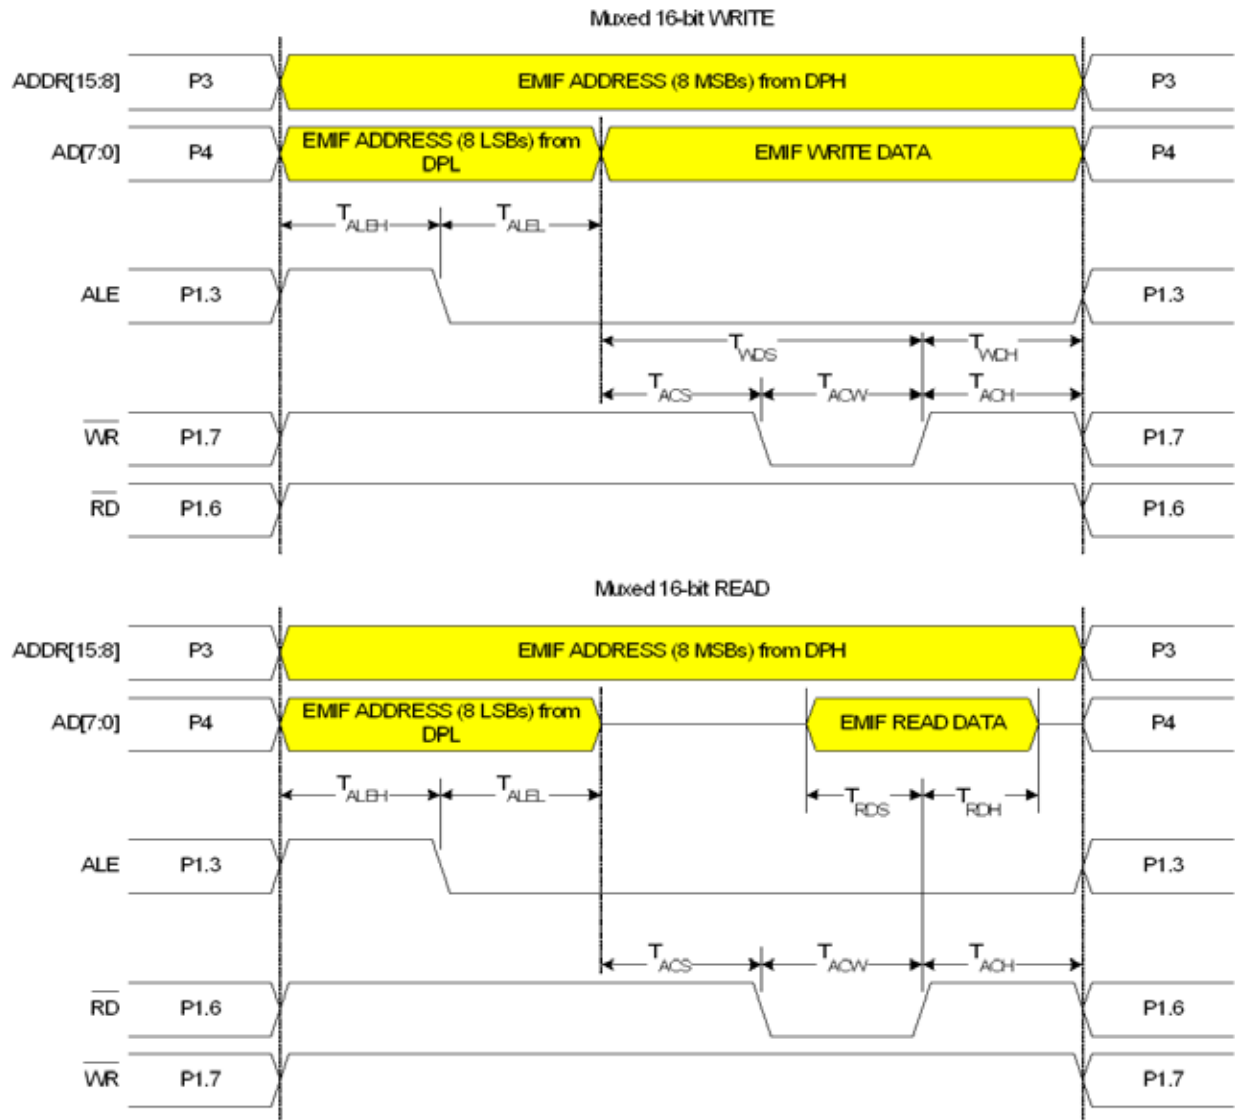 Muxed 16-bit WRITE
ADDR[15:8] P3 EMIF ADDRESS (8 MSBs) from DPH P3
AD[7:0] P4 EMIF ADDRESS (8 LSBs) from DPL EMIF WRITE DATA P4
TALEH TALEL
ALE P1.3 P1.3
TWDS TWDH
TACS TACW TACH
WR P1.7 P1.7
RD P1.6 P1.6
Muxed 16-bit READ
ADDR[15:8] P3 EMIF ADDRESS (8 MSBs) from DPH P3
AD[7:0] P4 EMIF ADDRESS (8 LSBs) from DPL EMIF READ DATA P4
TALEH TALEL TRDS TRDH
ALE P1.3 P1.3
TACS TACW TACH
RD P1.6 P1.6
WR P1.7 P1.7